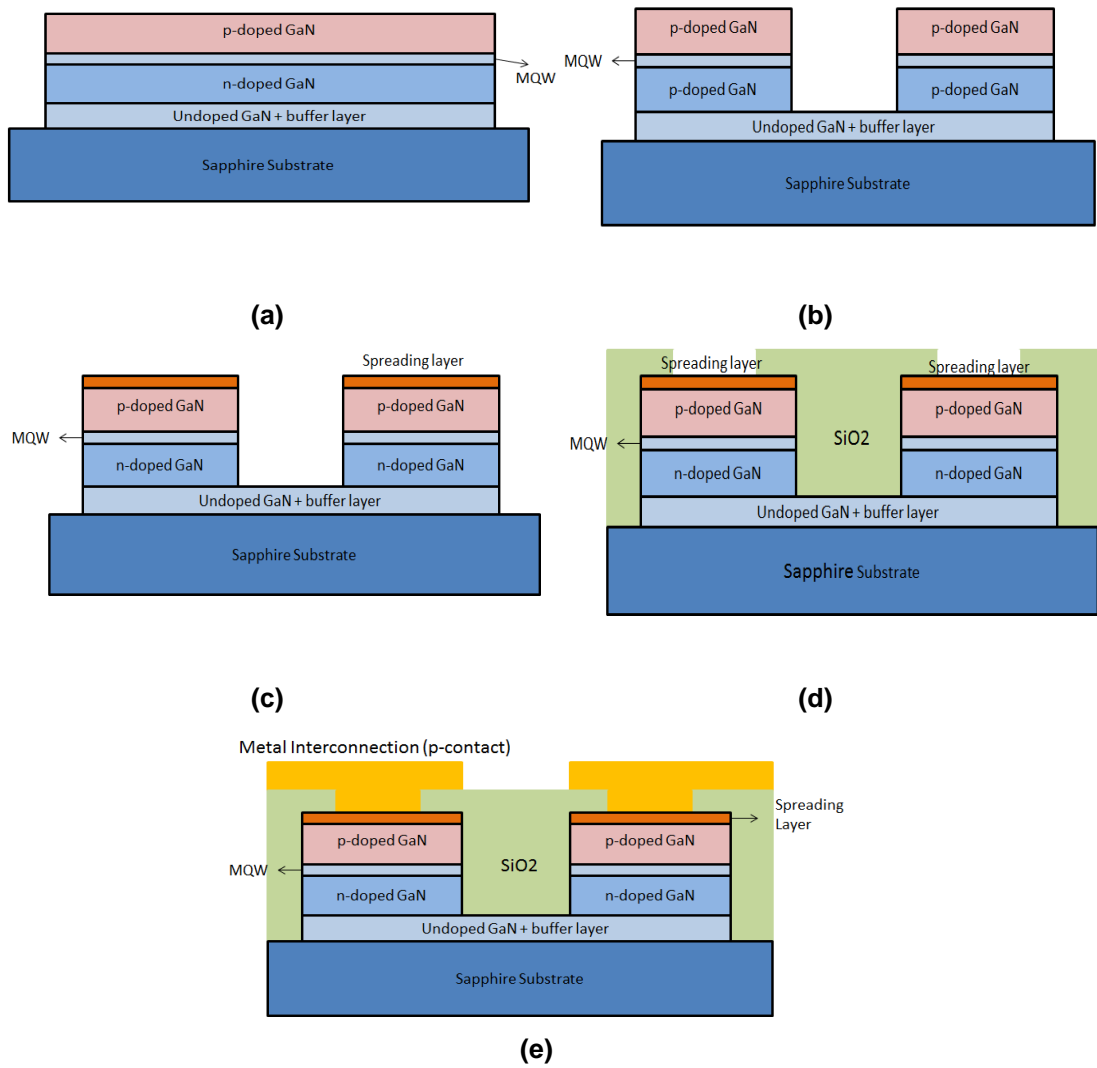 p-doped GaN
MQW
n-doped GaN
Undoped GaN + buffer layer
Sapphire Substrate
(a)
p-doped GaN
p-doped GaN
MQW
p-doped GaN
p-doped GaN
Undoped GaN + buffer layer
Sapphire Substrate
(b)
Spreading layer
p-doped GaN
p-doped GaN
MQW
n-doped GaN
n-doped GaN
Undoped GaN + buffer layer
Sapphire Substrate
(c)
Spreading layer
Spreading layer
p-doped GaN
p-doped GaN
MQW
SiO2
n-doped GaN
n-doped GaN
Undoped GaN + buffer layer
Sapphire Substrate
(d)
Metal Interconnection (p-contact)
Spreading
Layer
p-doped GaN
p-doped GaN
MQW
SiO2
n-doped GaN
n-doped GaN
Undoped GaN + buffer layer
Sapphire Substrate
(e)